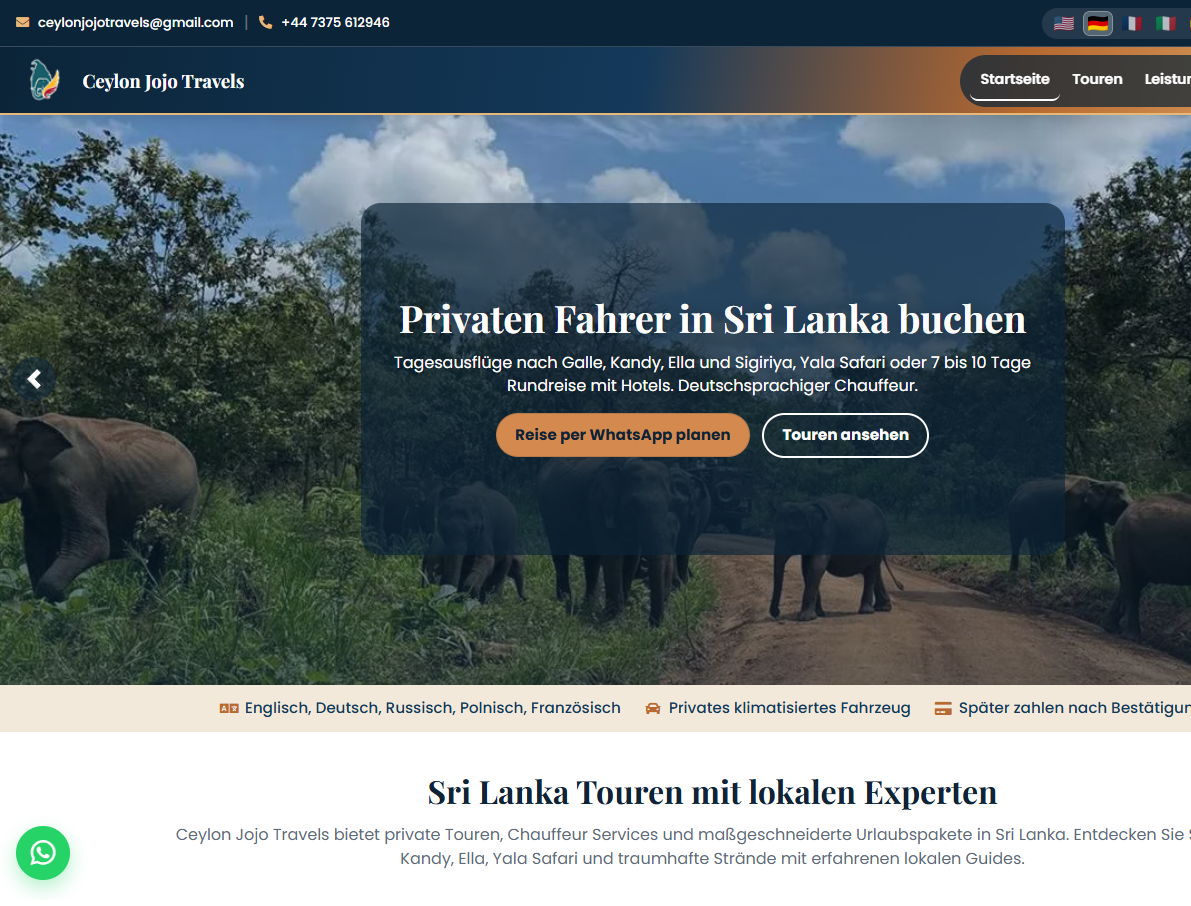 ceylonjojotravels@gmail.com | +44 7375 612946
Ceylon Jojo Travels
Startseite Touren
Privaten Fahrer in Sri Lanka buchen
Tagesausflüge nach Galle, Kandy, Ella und Sigiriya, Yala Safari oder 7 bis 10 Tage
Rundreise mit Hotels. Deutschsprachiger Chauffeur.
Reise per WhatsApp planen Touren ansehen
Englisch, Deutsch, Russisch, Polnisch, Französisch Privates klimatisiertes Fahrzeug Später zahlen nach
Sri Lanka Touren mit lokalen Experten
Ceylon Jojo Travels bietet private Touren, Chauffeur Services und maßgeschneiderte Urlaubspakete in Sri Lanka. Entdecken Sie
Kandy, Ella, Yala Safari und traumhafte Strände mit erfahrenen lokalen Guides.